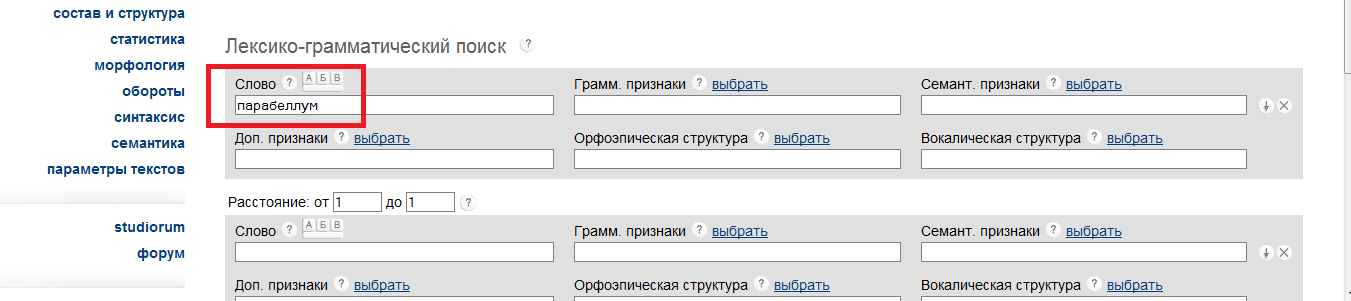 состав и структура
статистика
морфология
обороты
синтаксис
семантика
параметры текстов
studiorum
форум
Лексико-грамматический поиск ?
Слово ? А Б В Грамм. признаки ? выбрать Семант. признаки ? выбрать
парабеллум
Доп. признаки ? выбрать Орфоэпическая структура ? выбрать Вокалическая структура ? выбрать
Расстояние: от 1 до 1 ?
Слово ? А Б В Грамм. признаки ? выбрать Семант. признаки ? выбрать
Доп. признаки ? выбрать Орфоэпическая структура ? выбрать Вокалическая структура ? выбрать